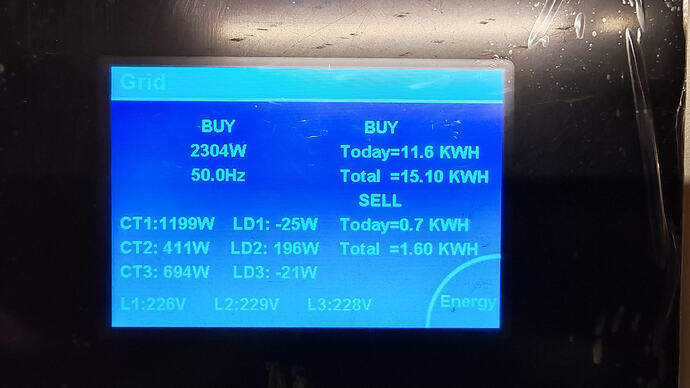 Grid
BUY
2304W
50.0Hz
BUY
Today=11.6 KWH
Total =15.10 KWH
SELL
Today=0.7 KWH
Total =1.60 KWH
CT1:1199W LD1: -25W
CT2: 411W LD2: 196W
CT3: 694W LD3: -21W
L1:226V L2:229V L3:228V
Energy